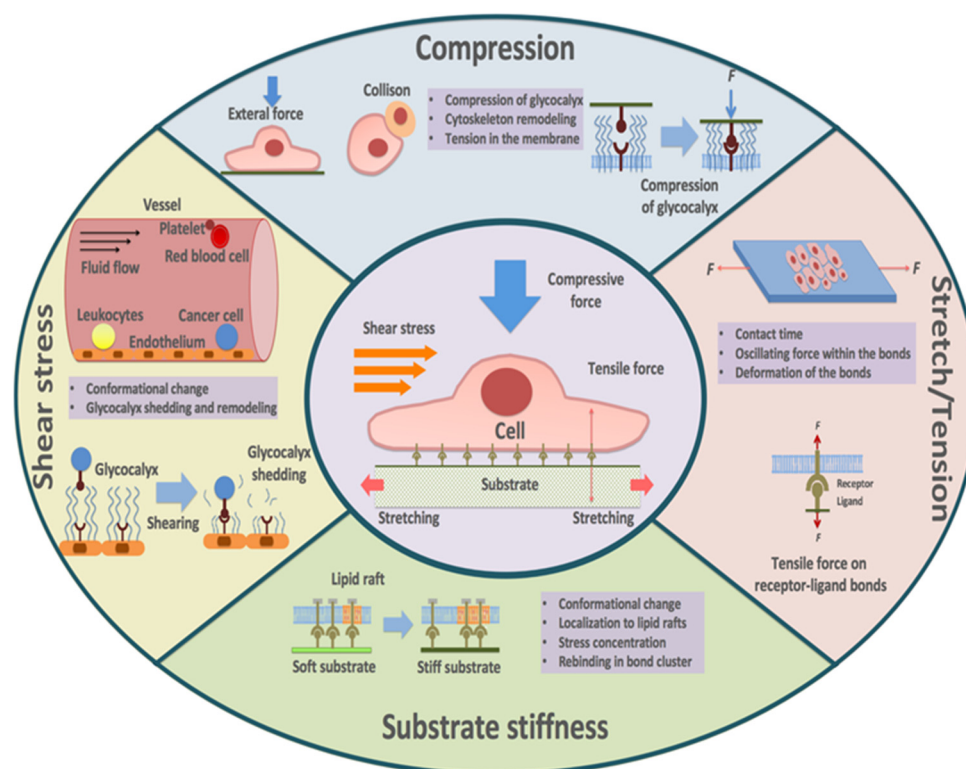 Compression
Exteral force
Collison
• Compression of glycocalyx
• Cytoskeleton remodeling
• Tension in the membrane
F
Compression
of glycocalyx
Shear stress
Vessel
Platelet
Red blood cell
Fluid flow
Leukocytes
Cancer cell
Endothelium
• Conformational change
• Glycocalyx shedding and remodeling
Glycocalyx
Shearing
Glycocalyx
shedding
Compressive
force
Shear stress
Tensile force
Cell
Substrate
Stretching
Stretching
Stretch/Tension
F
F
• Contact time
• Oscillating force within the bonds
• Deformation of the bonds
F
Receptor
Ligand
F
Tensile force on
receptor-ligand bonds
Lipid raft
Soft substrate
Stiff substrate
• Conformational change
• Localization to lipid rafts
• Stress concentration
• Rebinding in bond cluster
Substrate stiffness